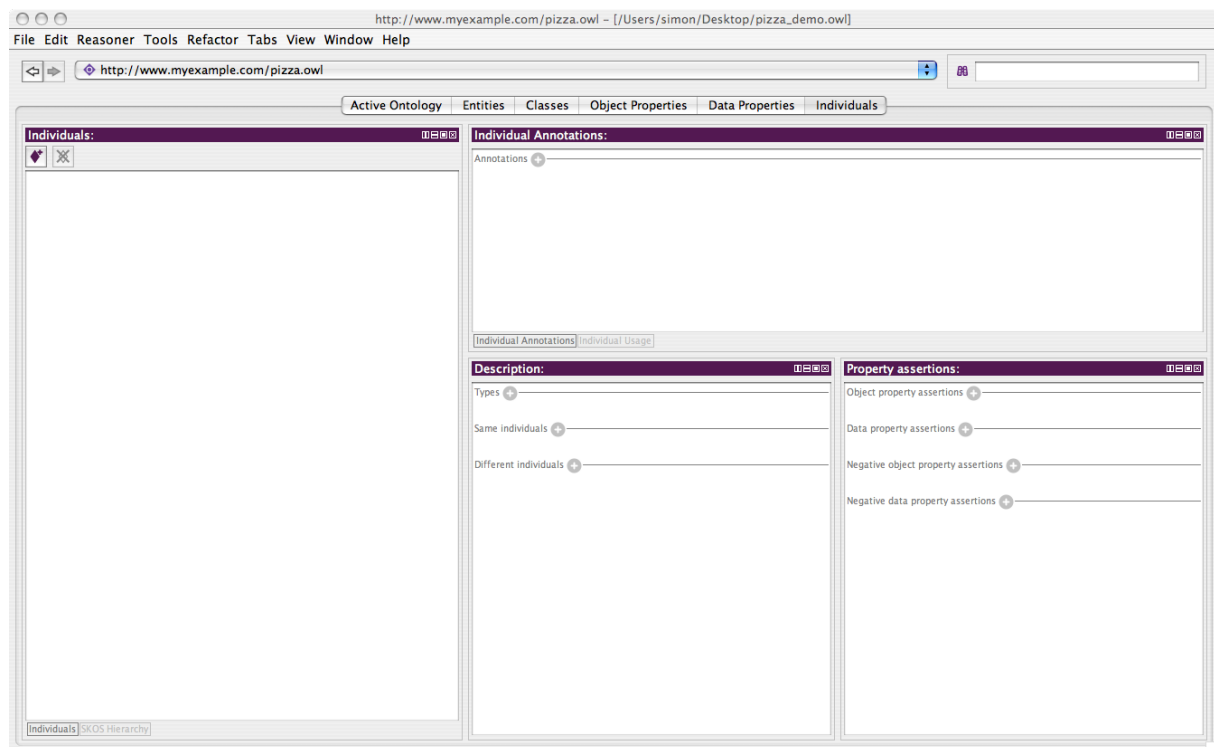 http://www.myexample.com/pizza.owl – [/Users/simon/Desktop/pizza_demo.owl]
File Edit Reasoner Tools Refactor Tabs View Window Help
http://www.myexample.com/pizza.owl
Active Ontology Entities Classes Object Properties Data Properties Individuals
Individuals:
Individual Annotations:
Annotations
Individual Annotations Individual Usage
Description:
Types
Same individuals
Different individuals
Property assertions:
Object property assertions
Data property assertions
Negative object property assertions
Negative data property assertions
Individuals SKOS Hierarchy